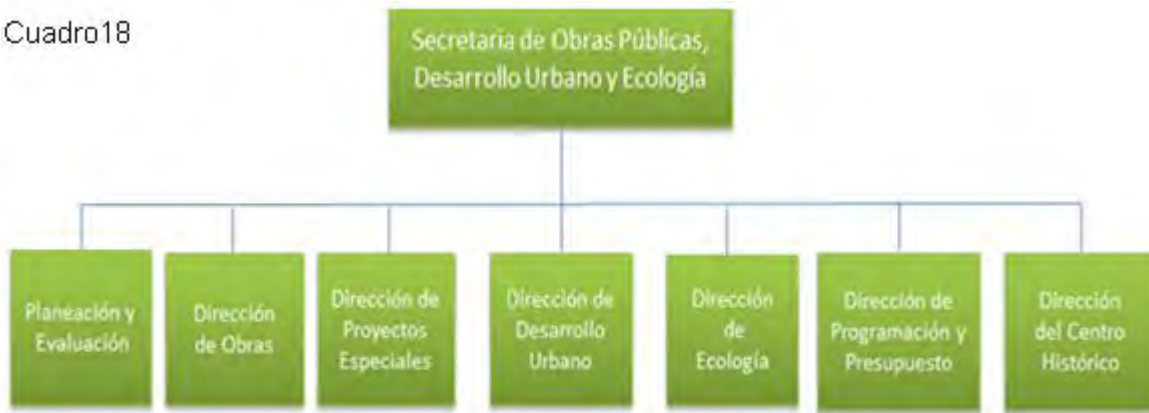 Cuadro18
Secretaria de Obras Públicas,
Desarrollo Urbano y Ecología
Planeación y
Evaluación
Dirección
de Obras
Dirección de
Proyectos
Especiales
Dirección de
Desarrollo
Urbano
Dirección
de
Ecología
Dirección de
Programación y
Presupuesto
Dirección
del Centro
Histórico